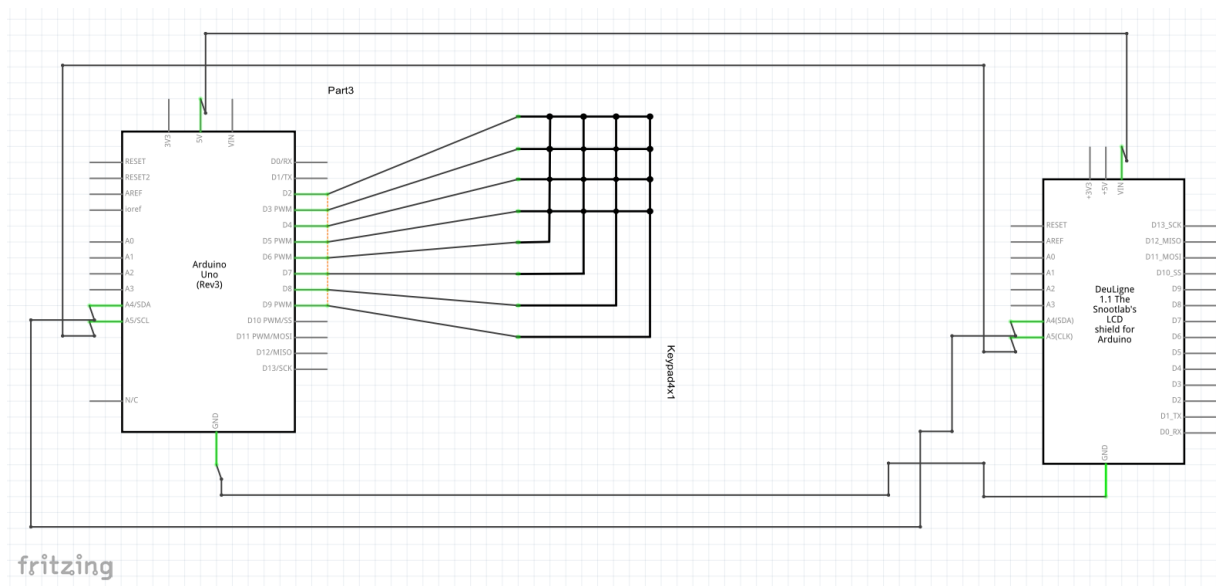 Part3
3V3
5V
VIN
RESET
RESET2
AREF
ioref
A0
A1
A2
A3
A4/SDA
A5/SCL
N/C
Arduino
Uno
(Rev3)
D0/RX
D1/TX
D2
D3 PWM
D4
D5 PWM
D6 PWM
D7
D8
D9 PWM
D10 PWM/SS
D11 PWM/MOSI
D12/MISO
D13/SCK
GND
Keypad4x1
+3V3
+5V
VIN
RESET
AREF
A0
A1
A2
A3
A4(SDA)
A5(CLK)
DeuLigne
1.1 The
Snootlab's
LCD
shield for
Arduino
D13_SCK
D12_MISO
D11_MOSI
D10_SS
D9
D8
D7
D6
D5
D4
D3
D2
D1_TX
D0_RX
GND
fritzing